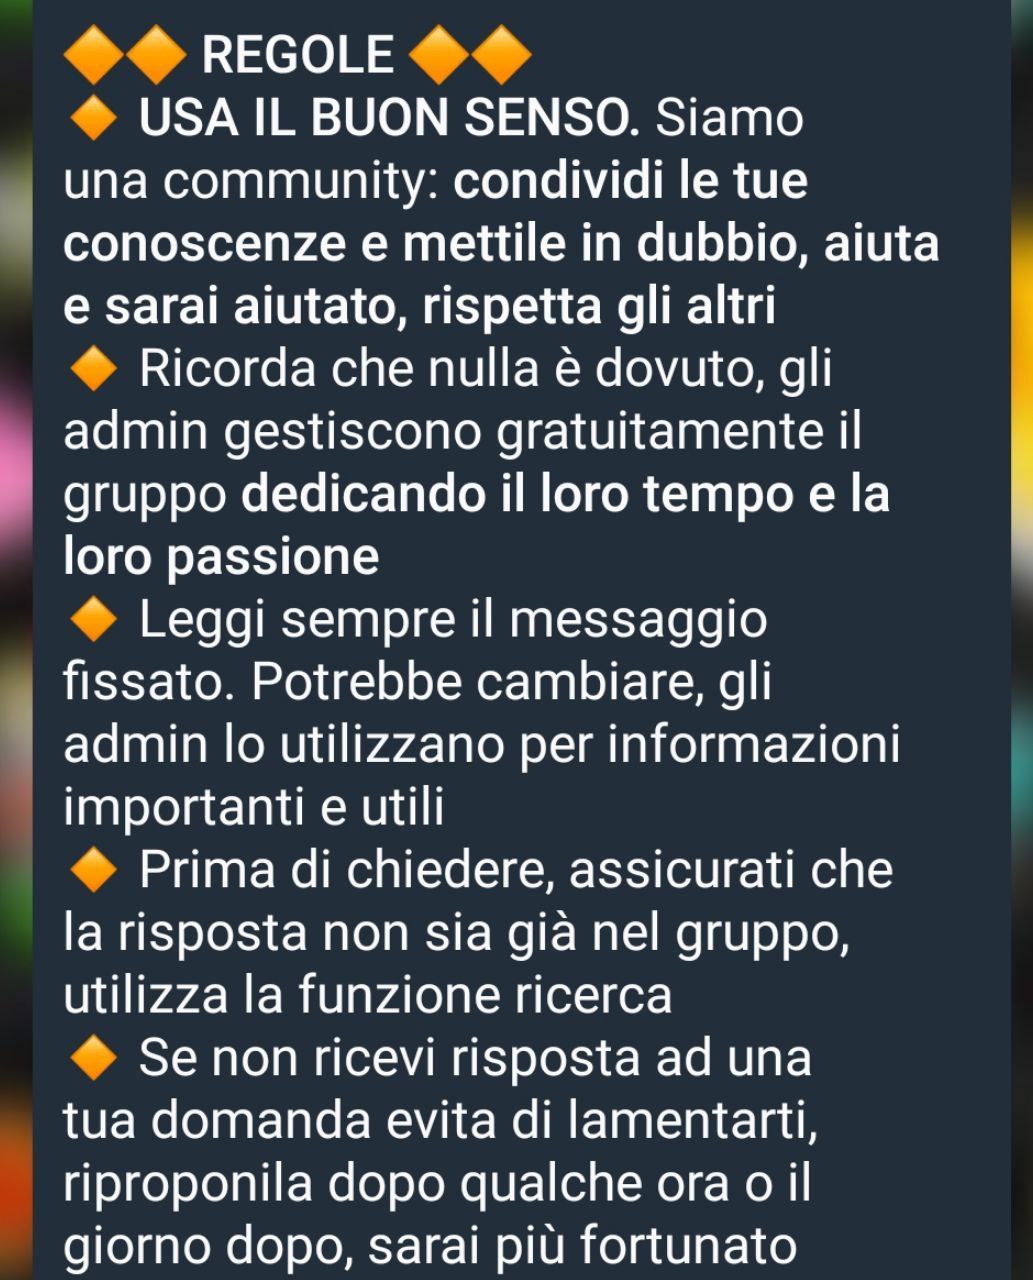 🔶🔶 REGOLE 🔶🔶
🔸 USA IL BUON SENSO. Siamo
una community: condividi le tue
conoscenze e mettile in dubbio, aiuta
e sarai aiutato, rispetta gli altri
🔸 Ricorda che nulla è dovuto, gli
admin gestiscono gratuitamente il
gruppo dedicando il loro tempo e la
loro passione
🔸 Leggi sempre il messaggio
fissato. Potrebbe cambiare, gli
admin lo utilizzano per informazioni
importanti e utili
🔸 Prima di chiedere, assicurati che
la risposta non sia già nel gruppo,
utilizza la funzione ricerca
🔸 Se non ricevi risposta ad una
tua domanda evita di lamentarti,
riproponila dopo qualche ora o il
giorno dopo, sarai più fortunato